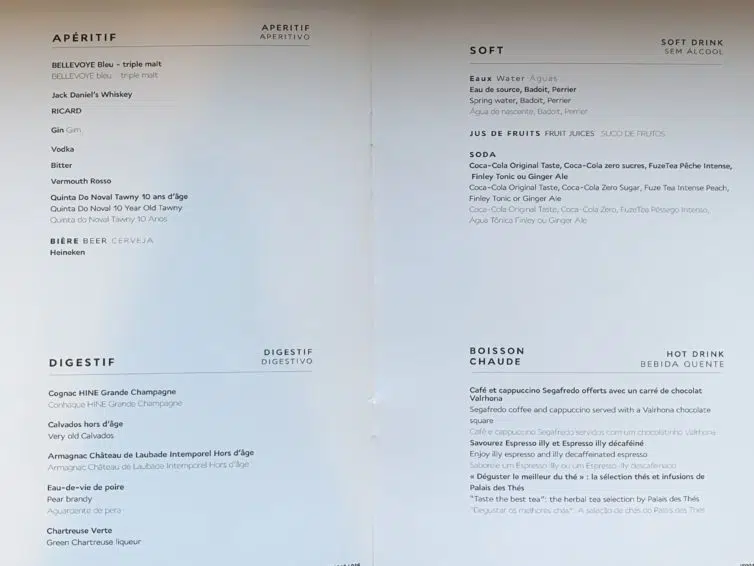 APÉRITIF
APERITIF
APERITIVO
BELLEVOYE Bleu - triple malt
BELLEVOYE bleu triple malt
Jack Daniel's Whiskey
RICARD
Gin Gim
Vodka
Bitter
Vermouth Rosso
Quinta Do Noval Tawny 10 ans d'âge
Quinta Do Noval 10 Year Old Tawny
Quinta do Noval Tawny 10 Anos
BIÈRE BEER CERVEJA
Heineken
SOFT
SOFT DRINK
SEM ÁLCOOL
Eaux Water Águas
Eau de source, Badoit, Perrier
Spring water, Badoit, Perrier
Água de nascente, Badoit, Perrier
JUS DE FRUITS FRUIT JUICES SUCO DE FRUTOS
SODA
Coca-Cola Original Taste, Coca-Cola zero sucres, FuzeTea Pêche Intense,
Finley Tonic ou Ginger Ale
Coca-Cola Original Taste, Coca-Cola Zero Sugar, Fuze Tea Intense Peach,
Finley Tonic or Ginger Ale
Coca-Cola Original Taste, Coca-Cola Zero, FuzeTea Pêssego Intenso,
Água Tônica Finley ou Ginger Ale
DIGESTIF
DIGESTIF
DIGESTIVO
Cognac HINE Grande Champagne
Conhaque HINE Grande Champagne
Calvados hors d'âge
Very old Calvados
Armagnac Château de Laubade Intemporel Hors d'âge
Armagnac Château de Laubade Intemporel Hors d'âge
Eau-de-vie de poire
Pear brandy
Aguardente de pera
Chartreuse Verte
Green Chartreuse liqueur
BOISSON
CHAUDE
HOT DRINK
BEBIDA QUENTE
Café et cappuccino Segafredo offerts avec un carré de chocolat
Valrhona
Segafredo coffee and cappuccino served with a Valrhona chocolate
square
Café e cappuccino Segafredo servidos com um chocolatinho Valrhona
Savourez Espresso illy et Espresso illy décaféiné
Enjoy illy espresso and illy decaffeinated espresso
Saboreie um Espresso illy ou um Espresso illy descafeinado
« Déguster le meilleur du thé » : la sélection thés et infusions de
Palais des Thés
"Taste the best tea": the herbal tea selection by Palais des Thés
"Degustar os melhores chás": A seleção de chás do Palais des Thés